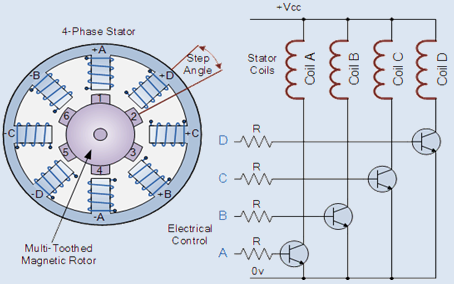 4-Phase Stator
+A
-B
+D
Step
Angle
1
6
2
-C
+C
5
3
4
-D
+B
-A
Multi-Toothed
Magnetic Rotor
Electrical
Control
+Vcc
Stator
Coils
Coil A
Coil B
Coil C
Coil D
D
R
C
R
B
R
A
R
0v